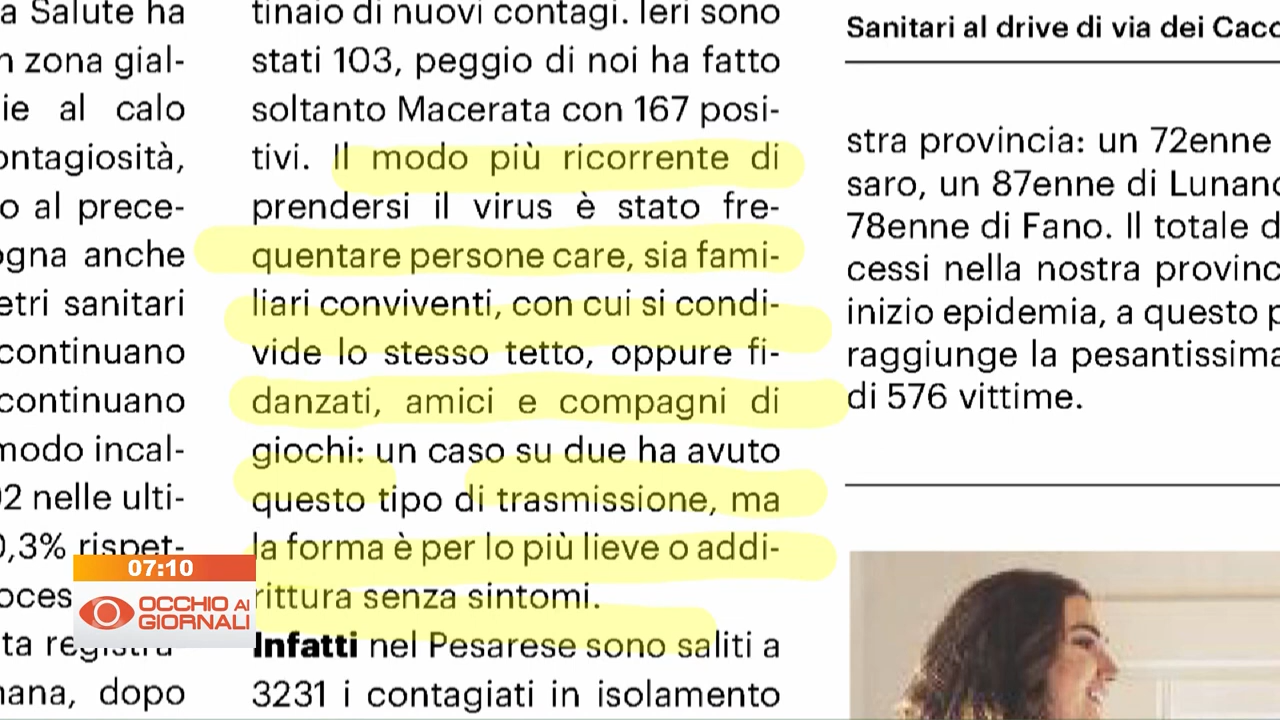 a Salute ha
zona gial-
al calo
al prece-
anche
sanitari
continuano
continuano
modo incal-
nelle ulti-
0,3% rispet-
dopo
tinaio di nuovi contagi. Ieri sono
stati 103, peggio di noi ha fatto
soltanto Macerata con 167 posi-
tivi. Il modo più ricorrente di
prendersi il virus è stato fre-
quentare persone care, sia fami-
liari conviventi, con cui si condi-
vide lo stesso tetto, oppure fi-
danzati, amici e compagni di
giochi: un caso su due ha avuto
questo tipo di trasmissione, ma
la forma è per lo più lieve o addi-
rittura senza sintomi.
Infatti nel Pesarese sono saliti a
3231 i contagiati in isolamento
Sanitari al drive di via dei Cacc
stra provincia: un 72enne
saro, un 87enne di Lunano
78enne di Fano. Il totale d
cessi nella nostra provinc
inizio epidemia, a questo p
raggiunge la pesantissima
di 576 vittime.
07:10
OCCHIO AI
GIORNALI